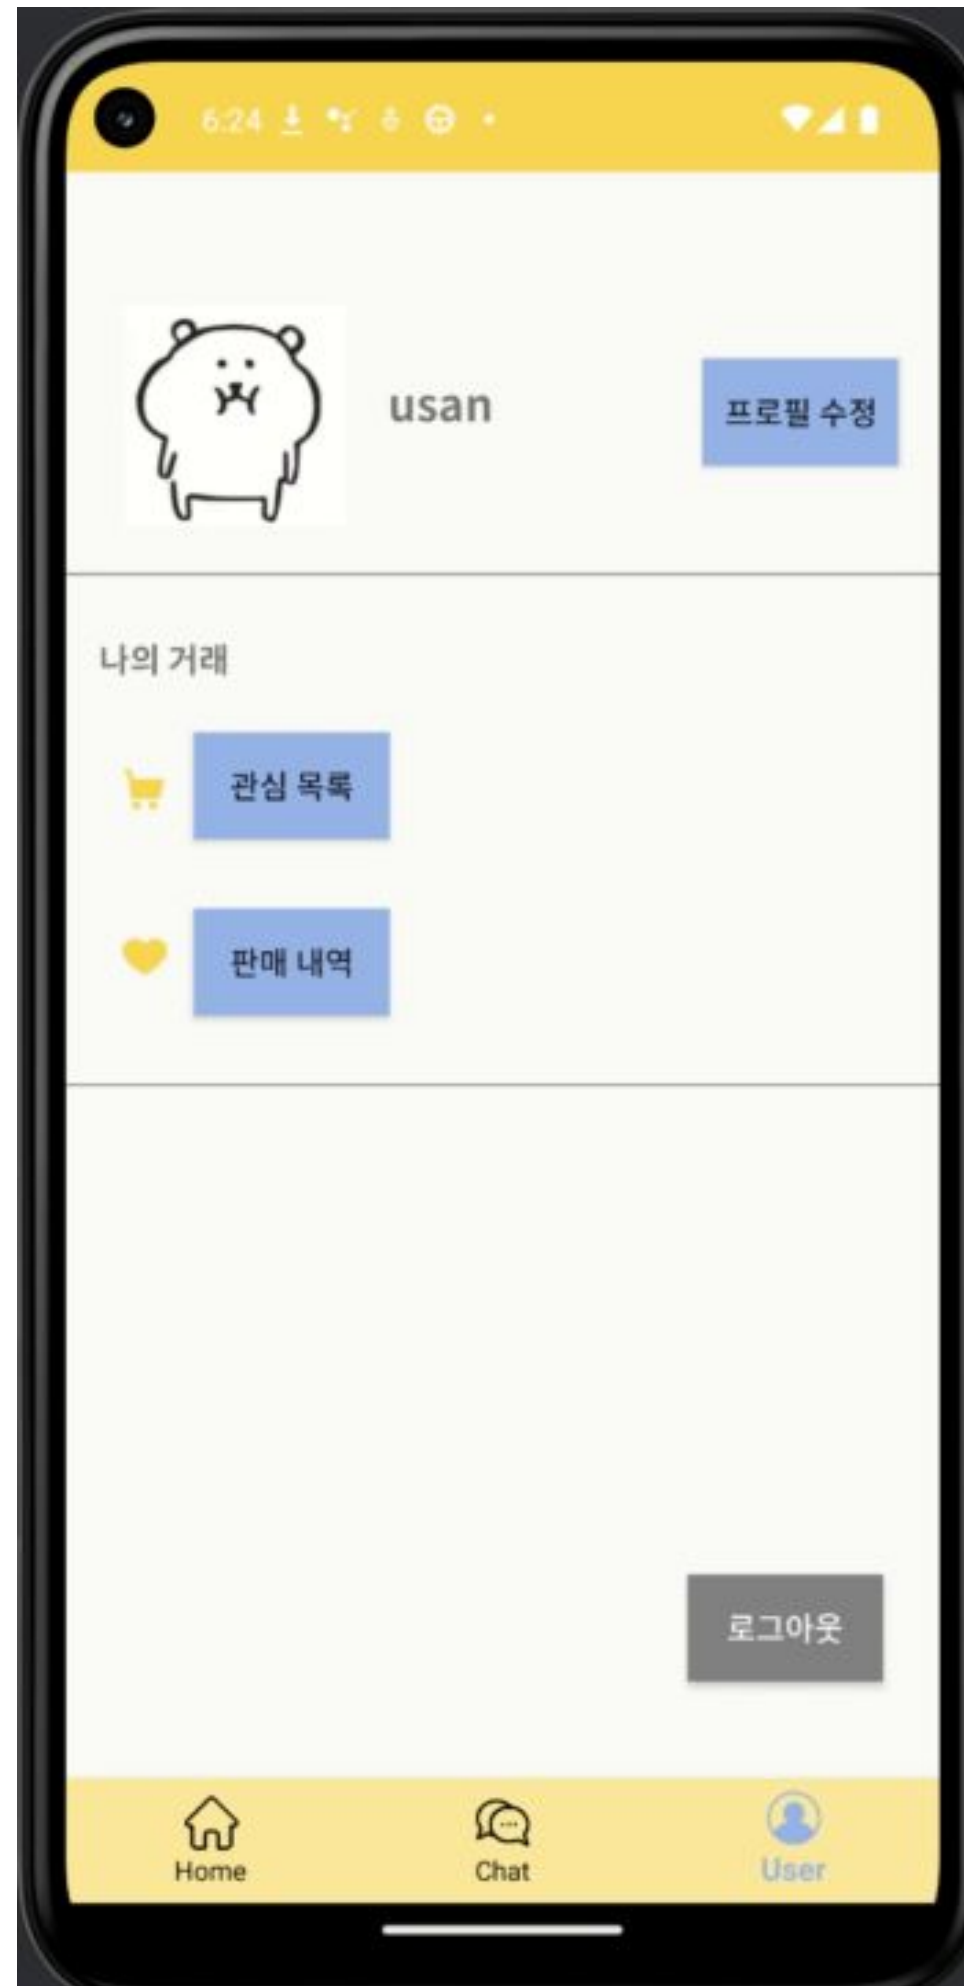 6:24
usan
프로필 수정
나의 거래
관심 목록
판매 내역
로그아웃
Home
Chat
User